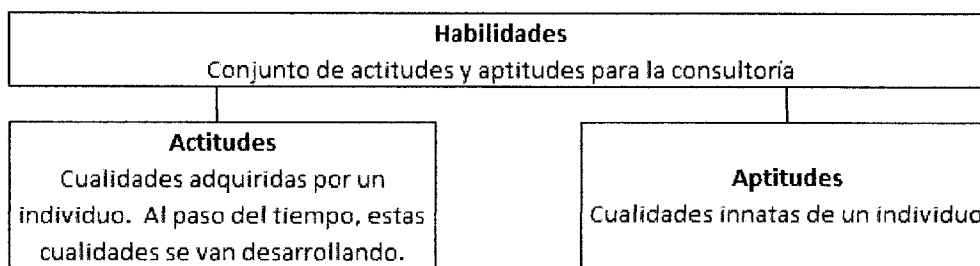 Habilidades
Conjunto de actitudes y aptitudes para la consultoría
Actitudes
Cualidades adquiridas por un
individuo. Al paso del tiempo, estas
cualidades se van desarrollando.
Aptitudes
Cualidades innatas de un individuo